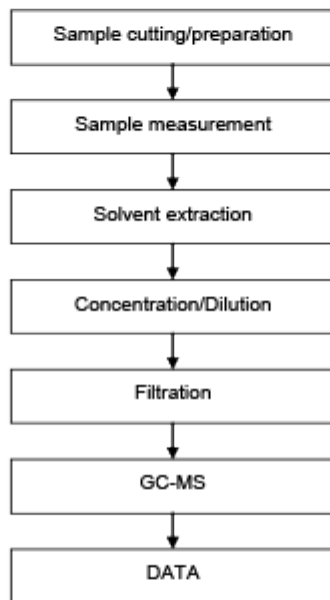 Sample cutting/preparation
Sample measurement
Solvent extraction
Concentration/Dilution
Filtration
GC-MS
DATA